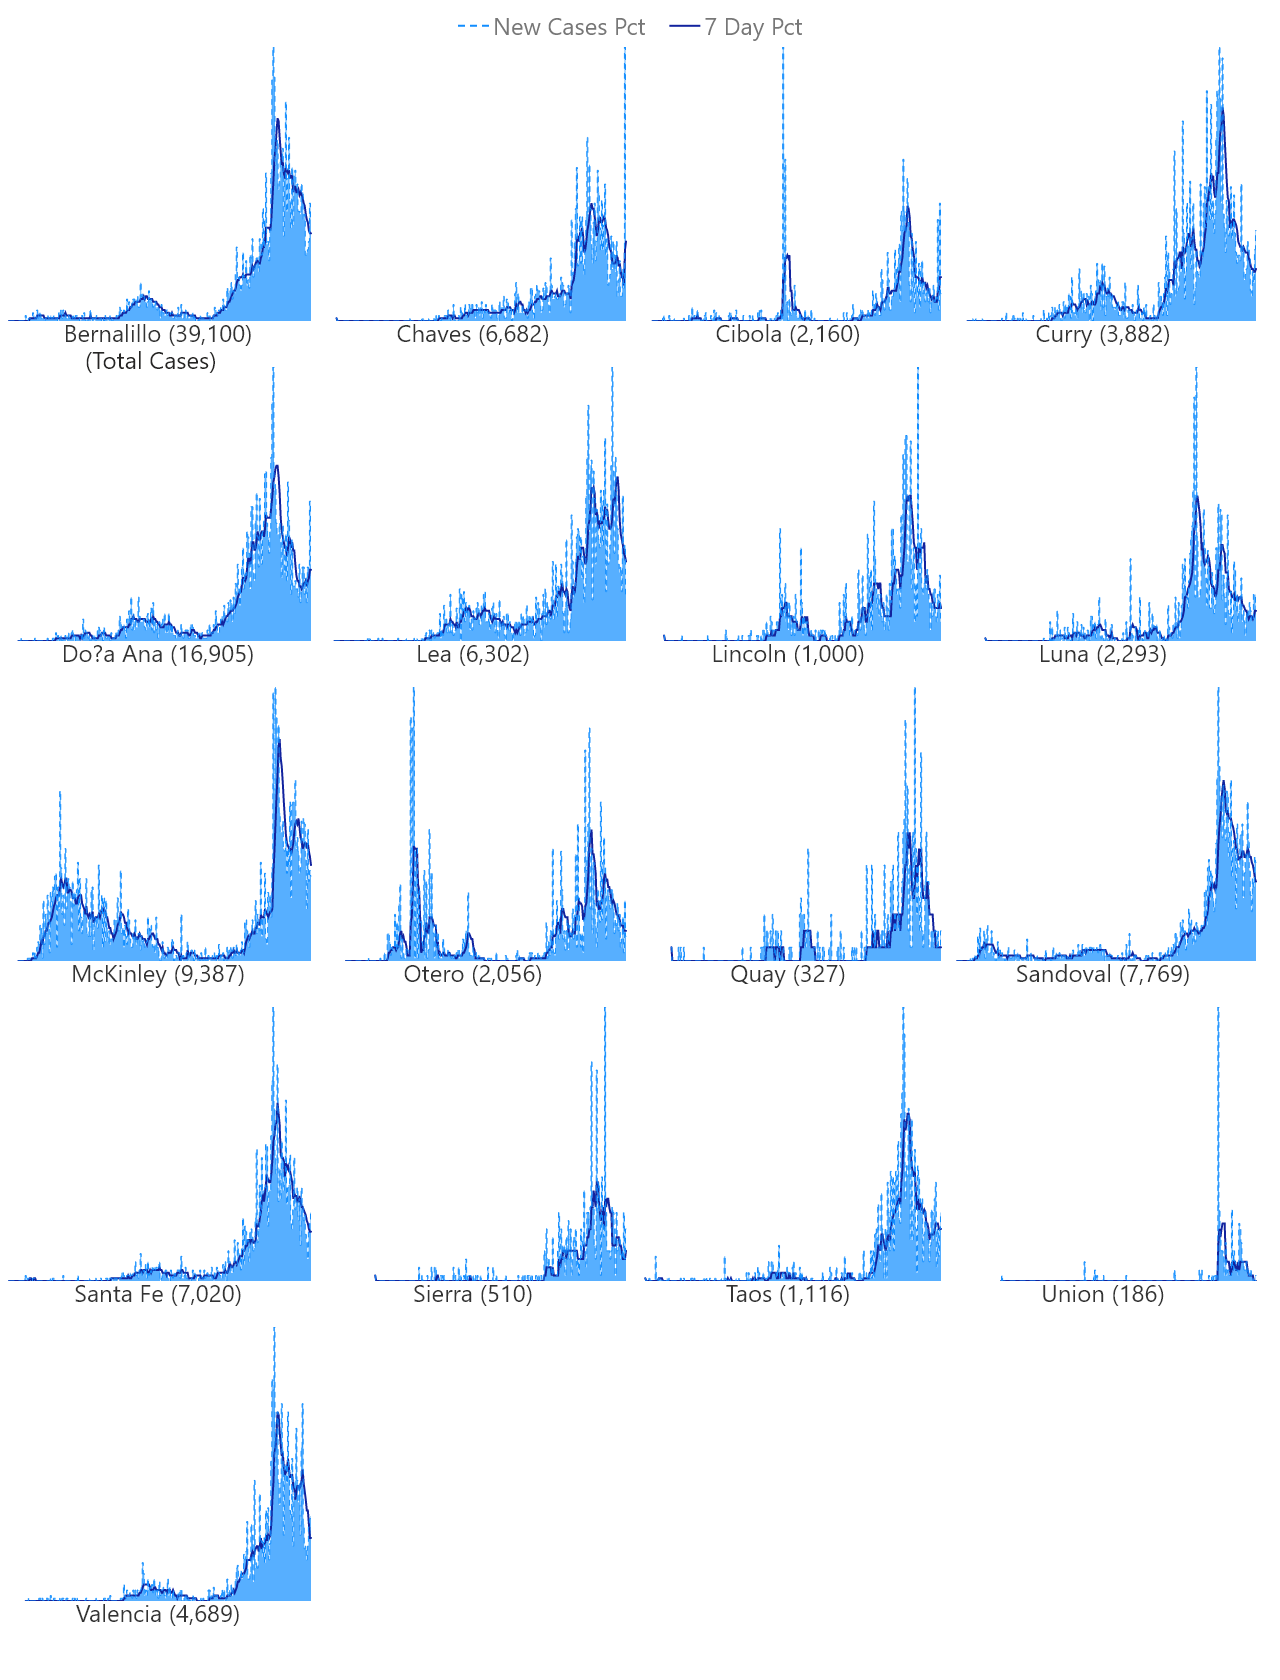 New Cases Pct 7 Day Pct
Bernalillo (39,100) Chaves (6,682) Cibola (2,160) Curry (3,882)
(Total Cases)
Do?a Ana (16,905) Lea (6,302) Lincoln (1,000) Luna (2,293)
McKinley (9,387) Otero (2,056) Quay (327) Sandoval (7,769)
Santa Fe (7,020) Sierra (510) Taos (1,116) Union (186)
Valencia (4,689)